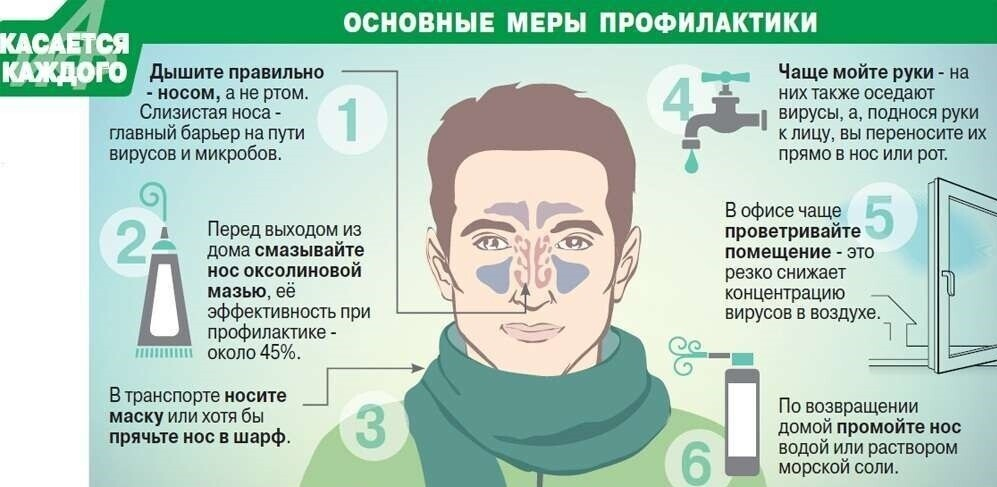 ОСНОВНЫЕ МЕРЫ ПРОФИЛАКТИКИ
КАСАЕТСЯ
КАЖДОГО
1
Дышите правильно
- носом, а не ртом.
Слизистая носа -
главный барьер на пути
вирусов и микробов.
2
Перед выходом из
дома смазывайте
нос оксолиновой
мазью, её
эффективность при
профилактике -
около 45%.
3
В транспорте носите
маску или хотя бы
прячьте нос в шарф.
4
Чаще мойте руки - на
них также оседают
вирусы, а, поднося руки
к лицу, вы переносите их
прямо в нос или рот.
5
В офисе чаще
проветривайте
помещение - это
резко снижает
концентрацию
вирусов в воздухе.
6
По возвращении
домой промойте нос
водой или раствором
морской соли.